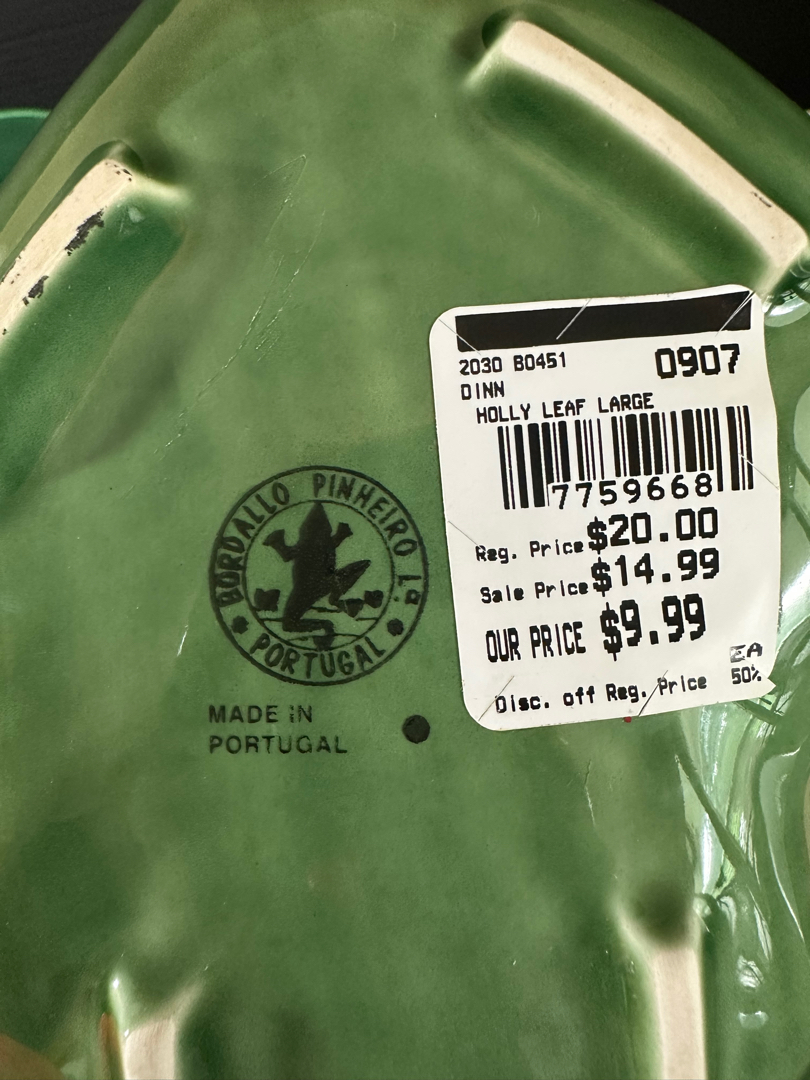 2030 B0451 0907
DINN
HOLLY LEAF LARGE
7759668
Reg. Price $20.00
Sale Price $14.99
OUR PRICE $9.99
EA
50%
Disc. off Reg. Price
BORDALLO PINHEIRO Lª.
PORTUGAL
MADE IN
PORTUGAL